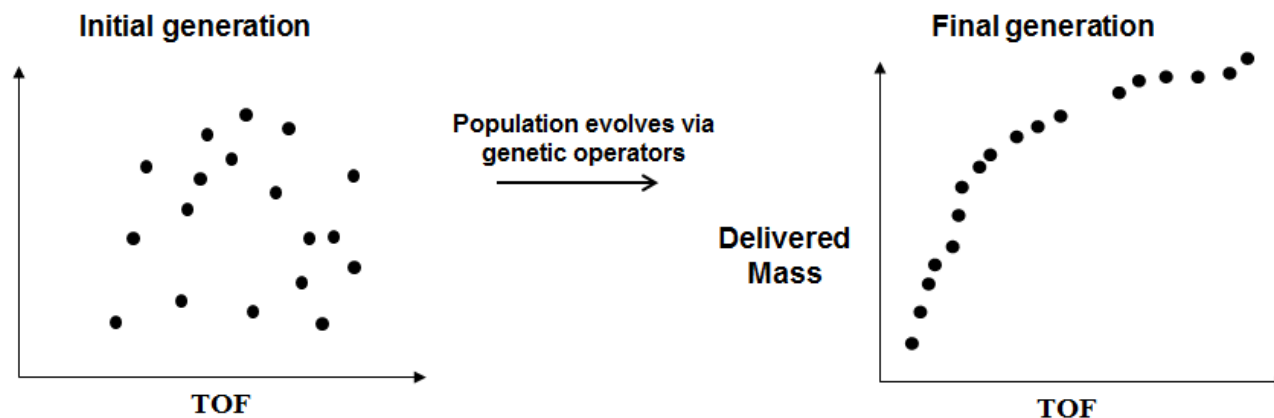 Initial generation
Final generation
Population evolves via
genetic operators
Delivered
Mass
TOF
TOF